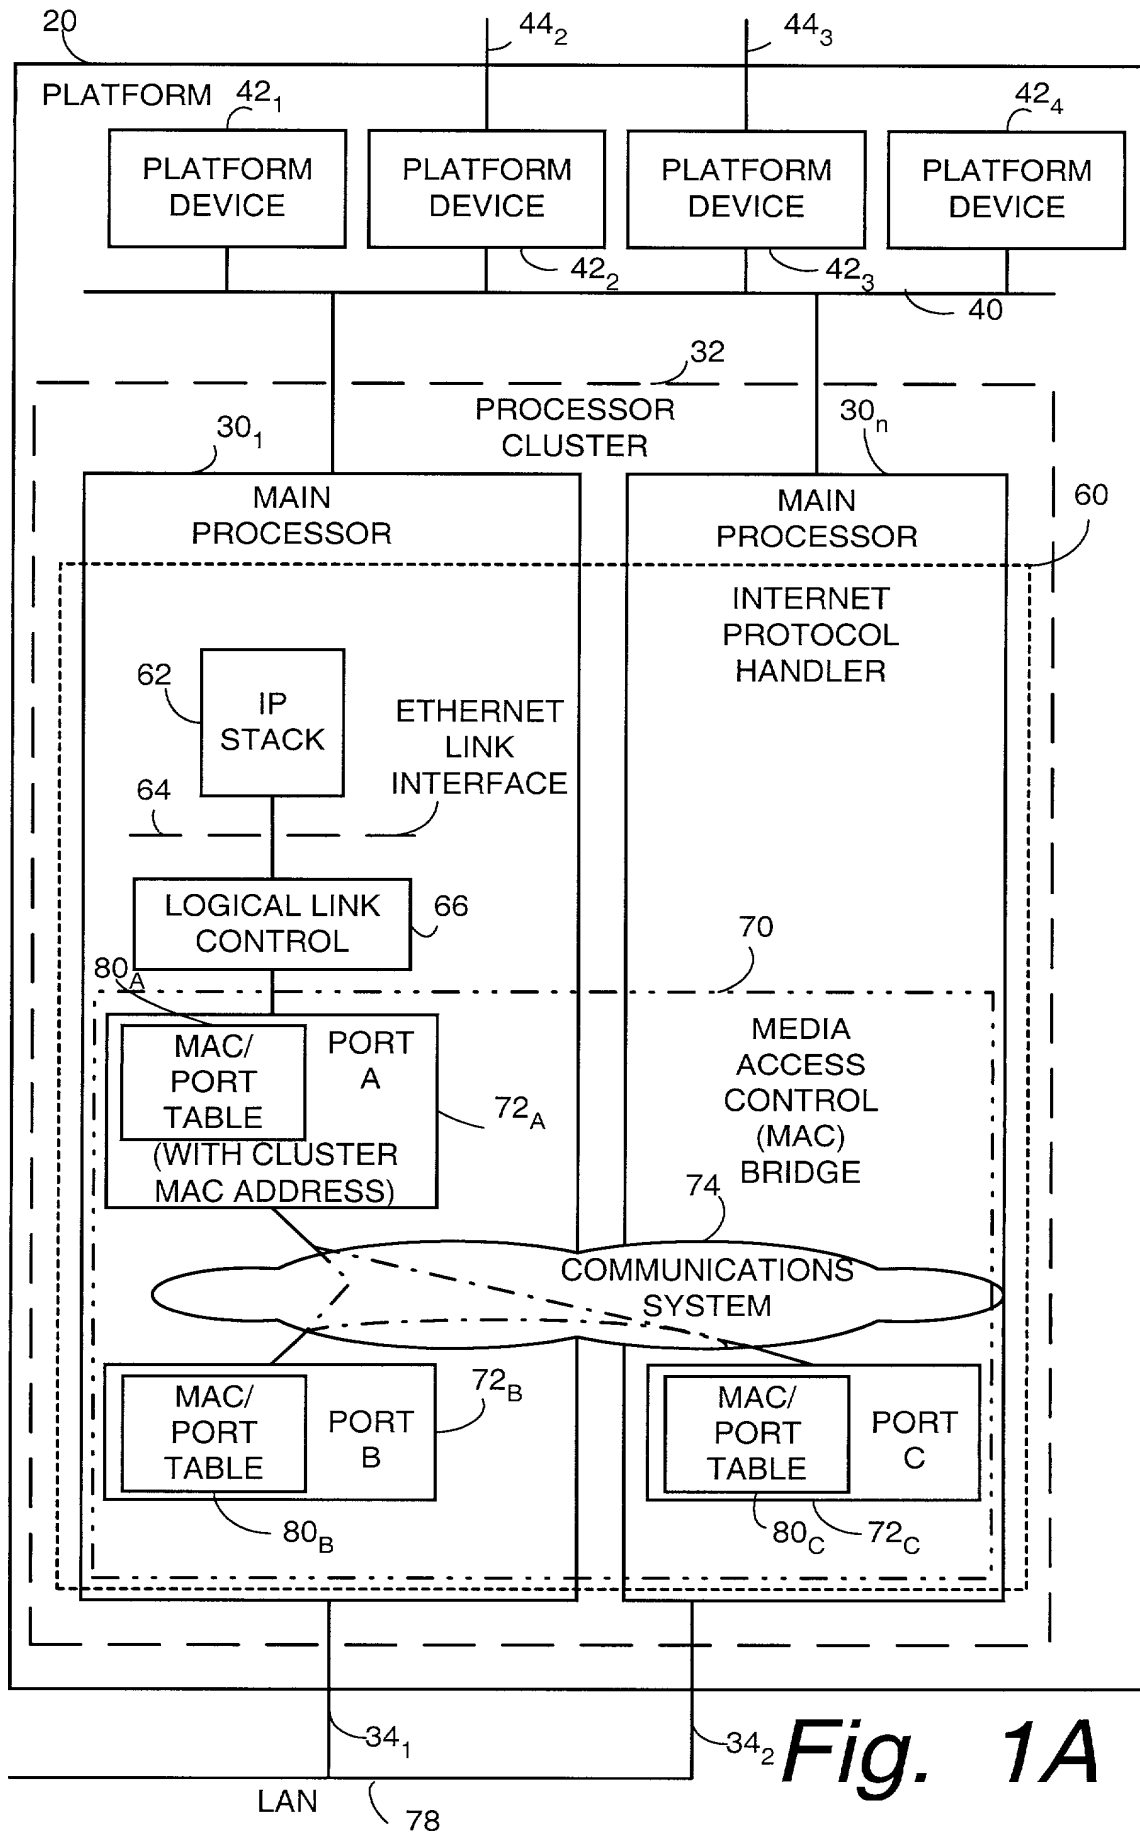 20
44₂
44₃
PLATFORM
42₁
42₄
PLATFORM
DEVICE
PLATFORM
DEVICE
PLATFORM
DEVICE
PLATFORM
DEVICE
42₂
42₃
40
32
PROCESSOR
CLUSTER
30₁
30ₙ
60
MAIN
PROCESSOR
MAIN
PROCESSOR
INTERNET
PROTOCOL
HANDLER
62
IP
STACK
ETHERNET
LINK
INTERFACE
64
LOGICAL LINK
CONTROL
66
70
80_A
MAC/
PORT
TABLE
PORT
A
(WITH CLUSTER
MAC ADDRESS)
72_A
MEDIA
ACCESS
CONTROL
(MAC)
BRIDGE
74
COMMUNICATIONS
SYSTEM
MAC/
PORT
TABLE
PORT
B
72_B
80_B
MAC/
PORT
TABLE
PORT
C
80_C
72_C
34₁
34₂
LAN
78
Fig. 1A